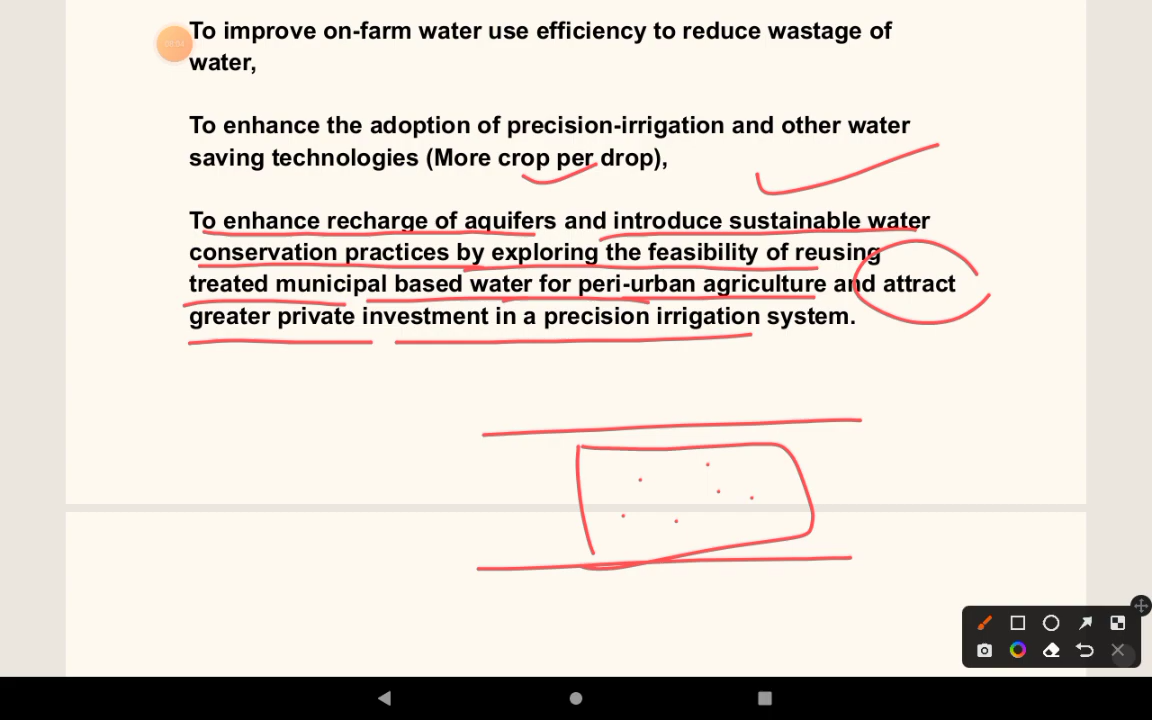 To improve on-farm water use efficiency to reduce wastage of
water,
To enhance the adoption of precision-irrigation and other water
saving technologies (More crop per drop),
To enhance recharge of aquifers and introduce sustainable water
conservation practices by exploring the feasibility of reusing
treated municipal based water for peri-urban agriculture and attract
greater private investment in a precision irrigation system.